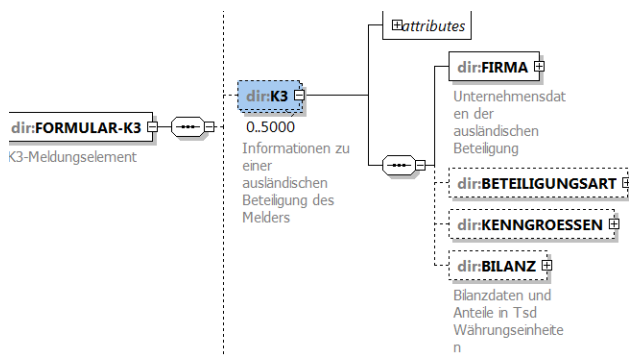 attributes
dir:FIRMA
Unternehmensdat
en der
ausländischen
Beteiligung
dir:K3
0..5000
Informationen zu
einer
ausländischen
Beteiligung des
Melders
dir:FORMULAR-K3
K3-Meldungselement
dir:BETEILIGUNGSART
dir:KENNGROESSEN
dir:BILANZ
Bilanzdaten und
Anteile in Tsd
Währungseinheite
n